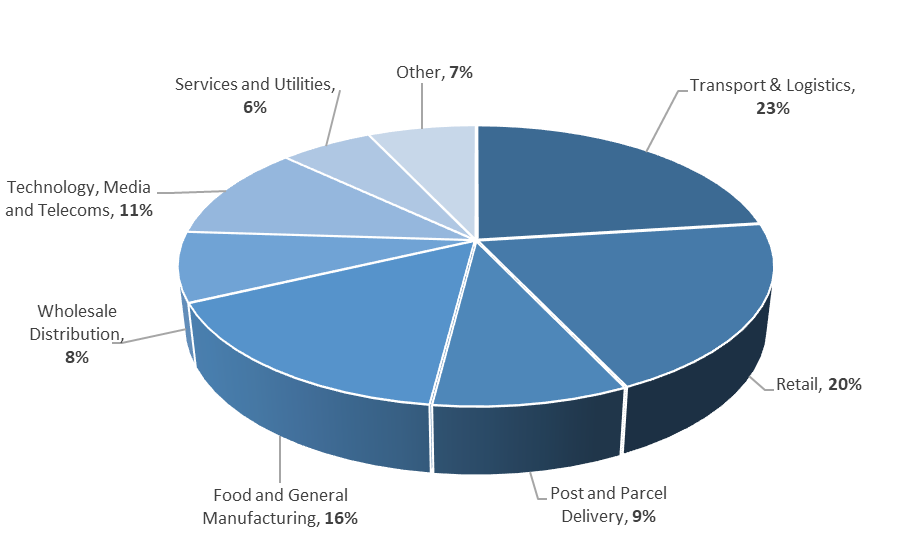 Other, 7%
Transport & Logistics,
23%
Retail, 20%
Post and Parcel
Delivery, 9%
Food and General
Manufacturing, 16%
Wholesale
Distribution,
8%
Technology, Media
and Telecoms, 11%
Services and Utilities,
6%